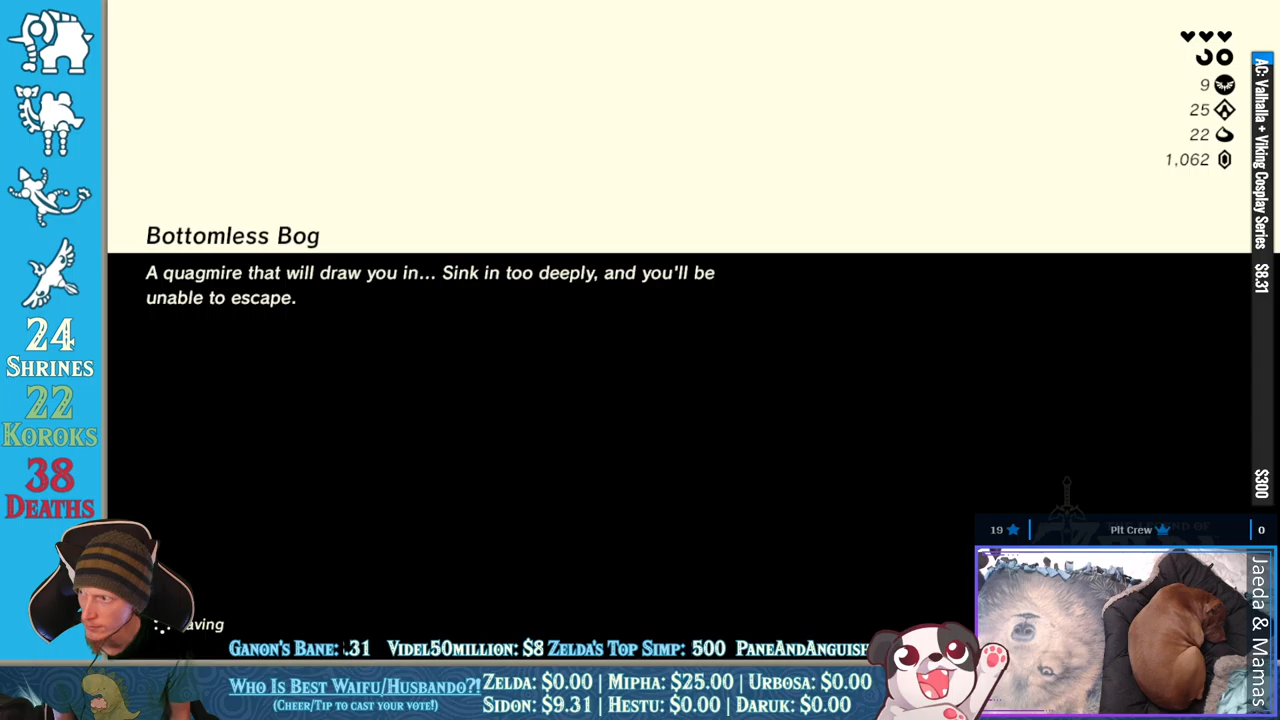 9
25
22
1,062
Bottomless Bog
A quagmire that will draw you in... Sink in too deeply, and you'll be
unable to escape.
24
SHRINES
22
KOROKS
38
DEATHS
AC: Valhalla + Viking Cosplay Series $8.31
$300
19
Pit Crew
0
Jaeda & Mamas
aving
GANON'S BANE: .31 VIDEL50MILLION: $8 ZELDA'S TOP SIMP: 500 PANEANDANGUISH
WHO IS BEST WAIFU/HUSBANDO?!
(CHEER/TIP TO CAST YOUR VOTE!)
ZELDA: $0.00 | MIPHA: $25.00 | URBOSA: $0.00
SIDON: $9.31 | HESTU: $0.00 | DARUK: $0.00